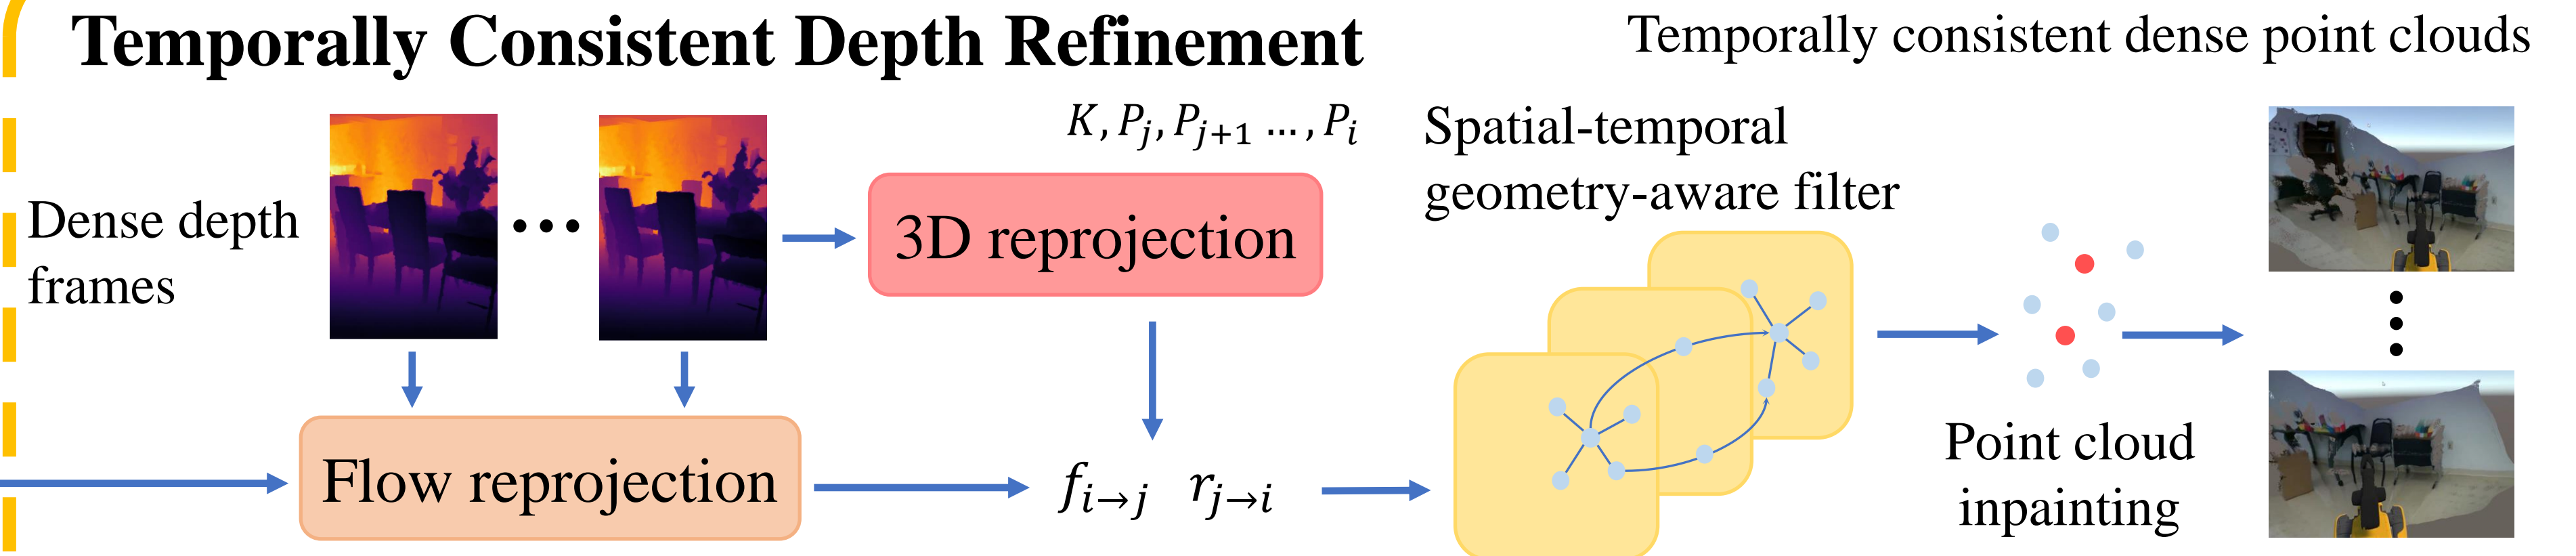 Temporally Consistent Depth Refinement
Temporally consistent dense point clouds
K, P_j, P_{j+1} ..., P_i
Dense depth
frames
3D reprojection
Spatial-temporal
geometry-aware filter
Flow reprojection
f_{i→j} r_{j→i}
Point cloud
inpainting